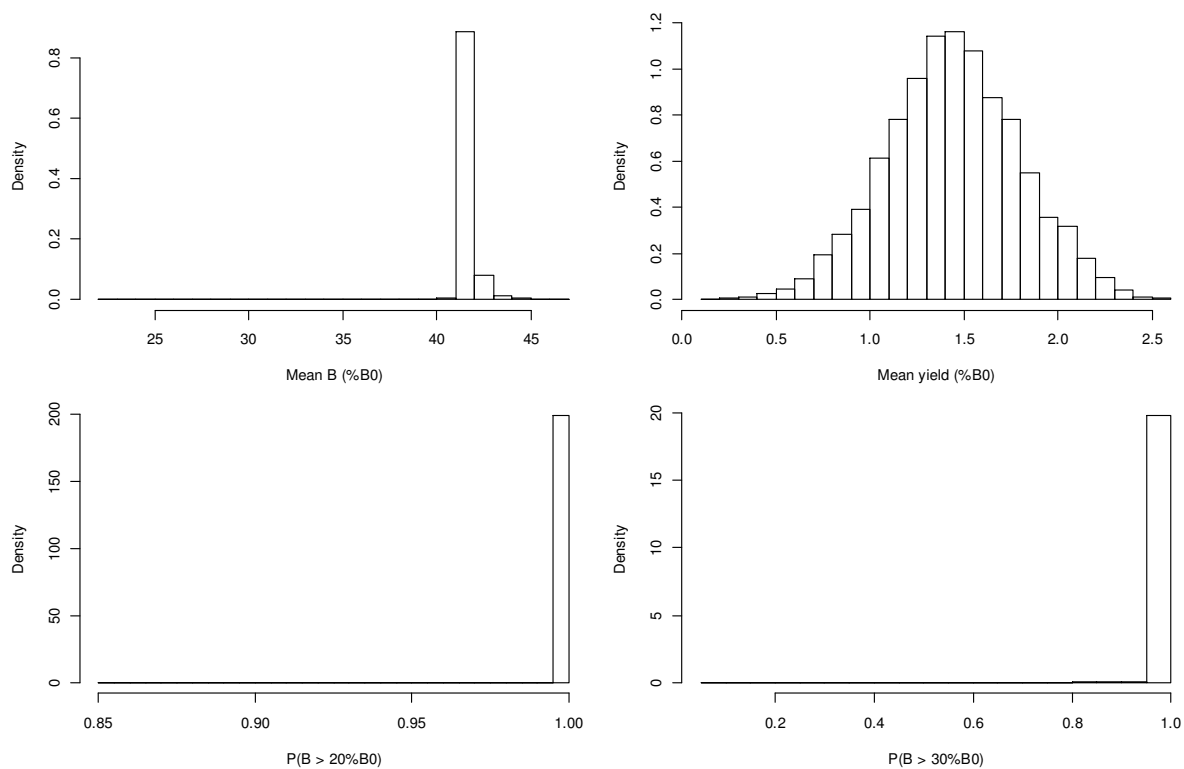 Density
0.0 0.2 0.4 0.6 0.8
25 30 35 40 45
Mean B (%B0)
Density
0.0 0.2 0.4 0.6 0.8 1.0 1.2
0.0 0.5 1.0 1.5 2.0 2.5
Mean yield (%B0)
Density
0 50 100 150 200
0.85 0.90 0.95 1.00
P(B > 20%B0)
Density
0 5 10 15 20
0.2 0.4 0.6 0.8 1.0
P(B > 30%B0)